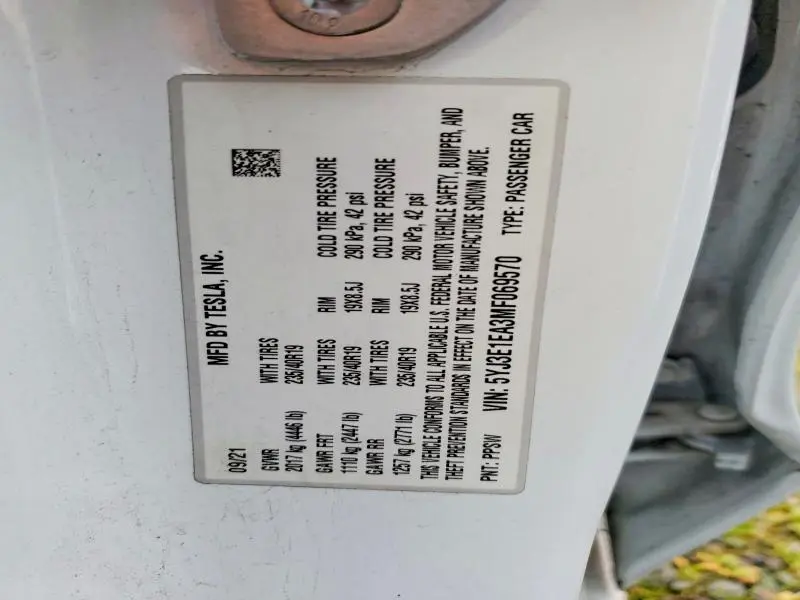 MFD BY TESLA, INC.
09/21
GVWR WITH TIRES
2017 kg (4446 lb) 235/40R19
GAWR FRT WITH TIRES RIM COLD TIRE PRESSURE
1110 kg (2447 lb) 235/40R19 19X8.5J 290 kPa, 42 psi
GAWR RR WITH TIRES RIM COLD TIRE PRESSURE
1257 kg (2771 lb) 235/40R19 19X8.5J 290 kPa, 42 psi
THIS VEHICLE CONFORMS TO ALL APPLICABLE U.S. FEDERAL MOTOR VEHICLE SAFETY, BUMPER, AND
THEFT PREVENTION STANDARDS IN EFFECT ON THE DATE OF MANUFACTURE SHOWN ABOVE.
PNT: PPSW VIN: 5YJ3E1EA3MF069570 TYPE: PASSENGER CAR